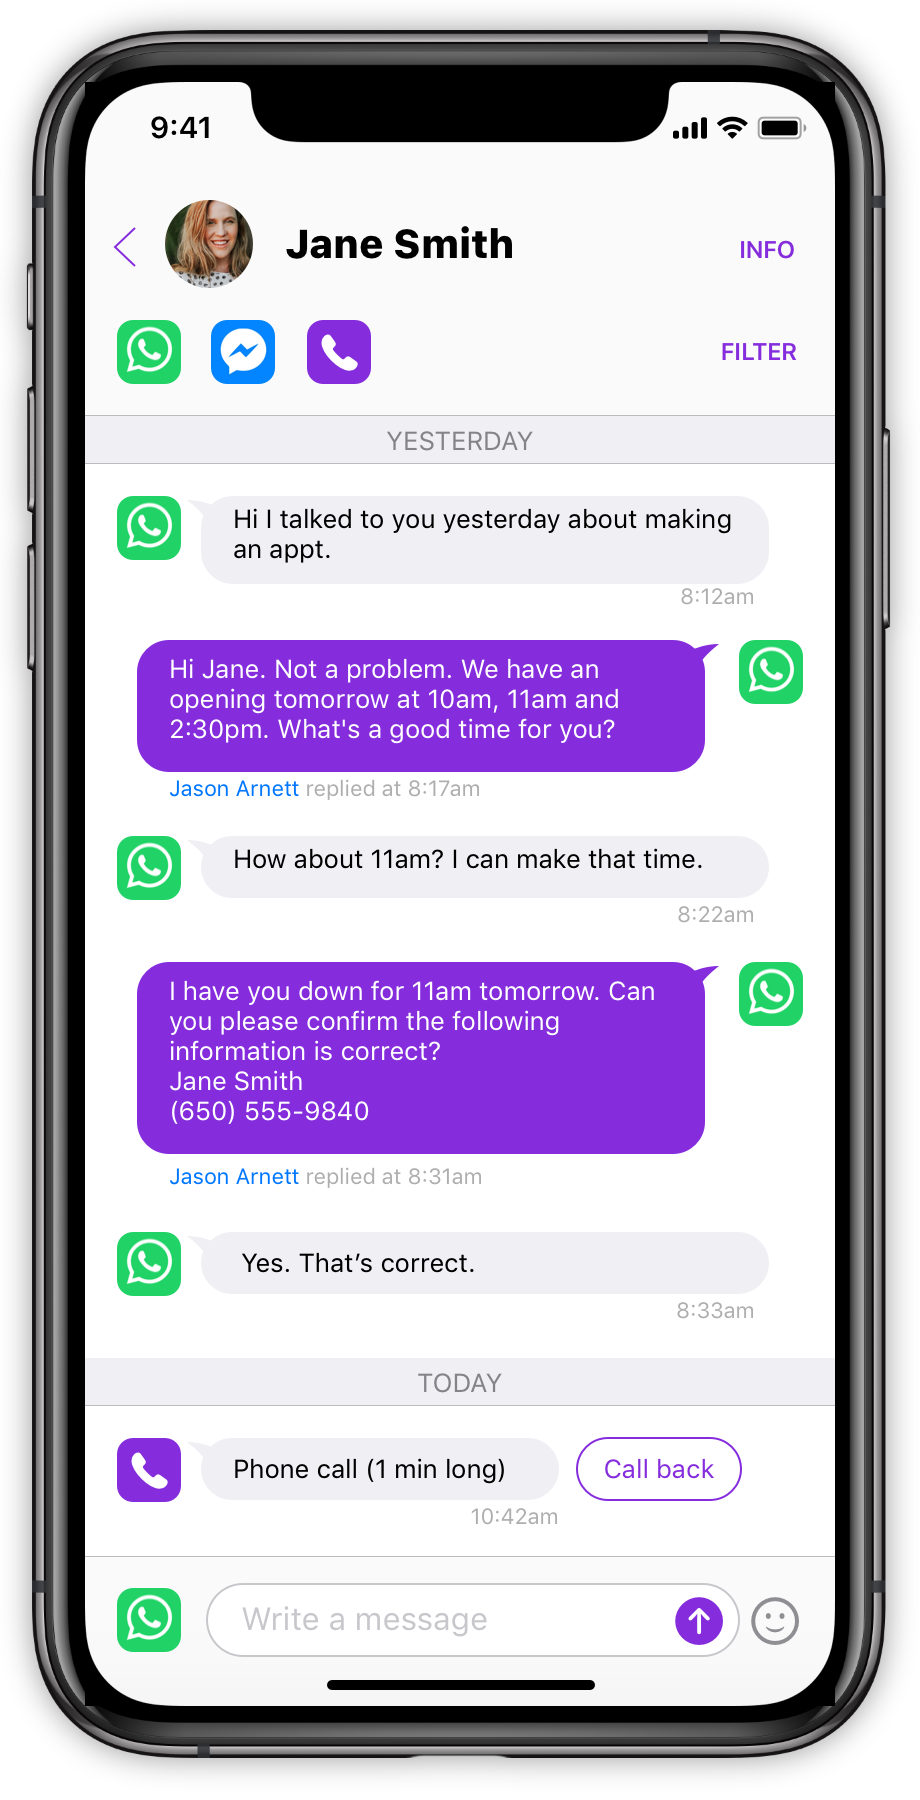 9:41
Jane Smith
INFO
FILTER
YESTERDAY
Hi I talked to you yesterday about making
an appt.
8:12am
Hi Jane. Not a problem. We have an
opening tomorrow at 10am, 11am and
2:30pm. What's a good time for you?
Jason Arnett replied at 8:17am
How about 11am? I can make that time.
8:22am
I have you down for 11am tomorrow. Can
you please confirm the following
information is correct?
Jane Smith
(650) 555-9840
Jason Arnett replied at 8:31am
Yes. That’s correct.
8:33am
TODAY
Phone call (1 min long)
Call back
10:42am
Write a message